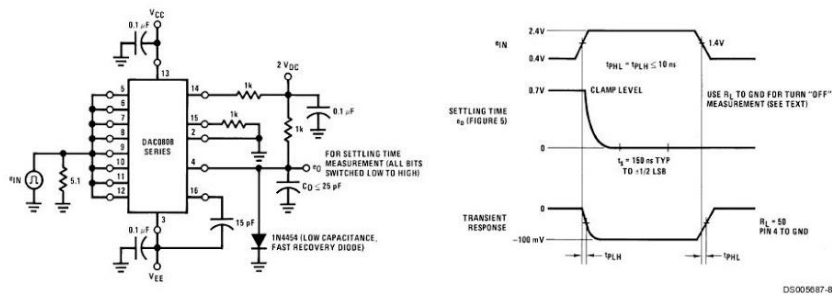 VCC
0.1 µF
13
5
6
7
8
9
10
11
12
DAC0808
SERIES
14
15
2
4
16
3
1k
1k
1k
2 VDC
0.1 µF
eIN
5.1
eO
FOR SETTLING TIME
MEASUREMENT (ALL BITS
SWITCHED LOW TO HIGH)
CO ≤ 25 pF
15 pF
1N4454 (LOW CAPACITANCE,
FAST RECOVERY DIODE)
0.1 µF
VEE
eIN
2.4V
0.4V
1.4V
tPHL = tPLH ≤ 10 ns
0.7V
CLAMP LEVEL
USE RL TO GND FOR TURN "OFF"
MEASUREMENT (SEE TEXT)
SETTLING TIME
eO (FIGURE 5)
0
tS = 150 ns TYP
TO ±1/2 LSB
TRANSIENT
RESPONSE
0
-100 mV
RL = 50
PIN 4 TO GND
tPLH
tPHL
DS005687-8